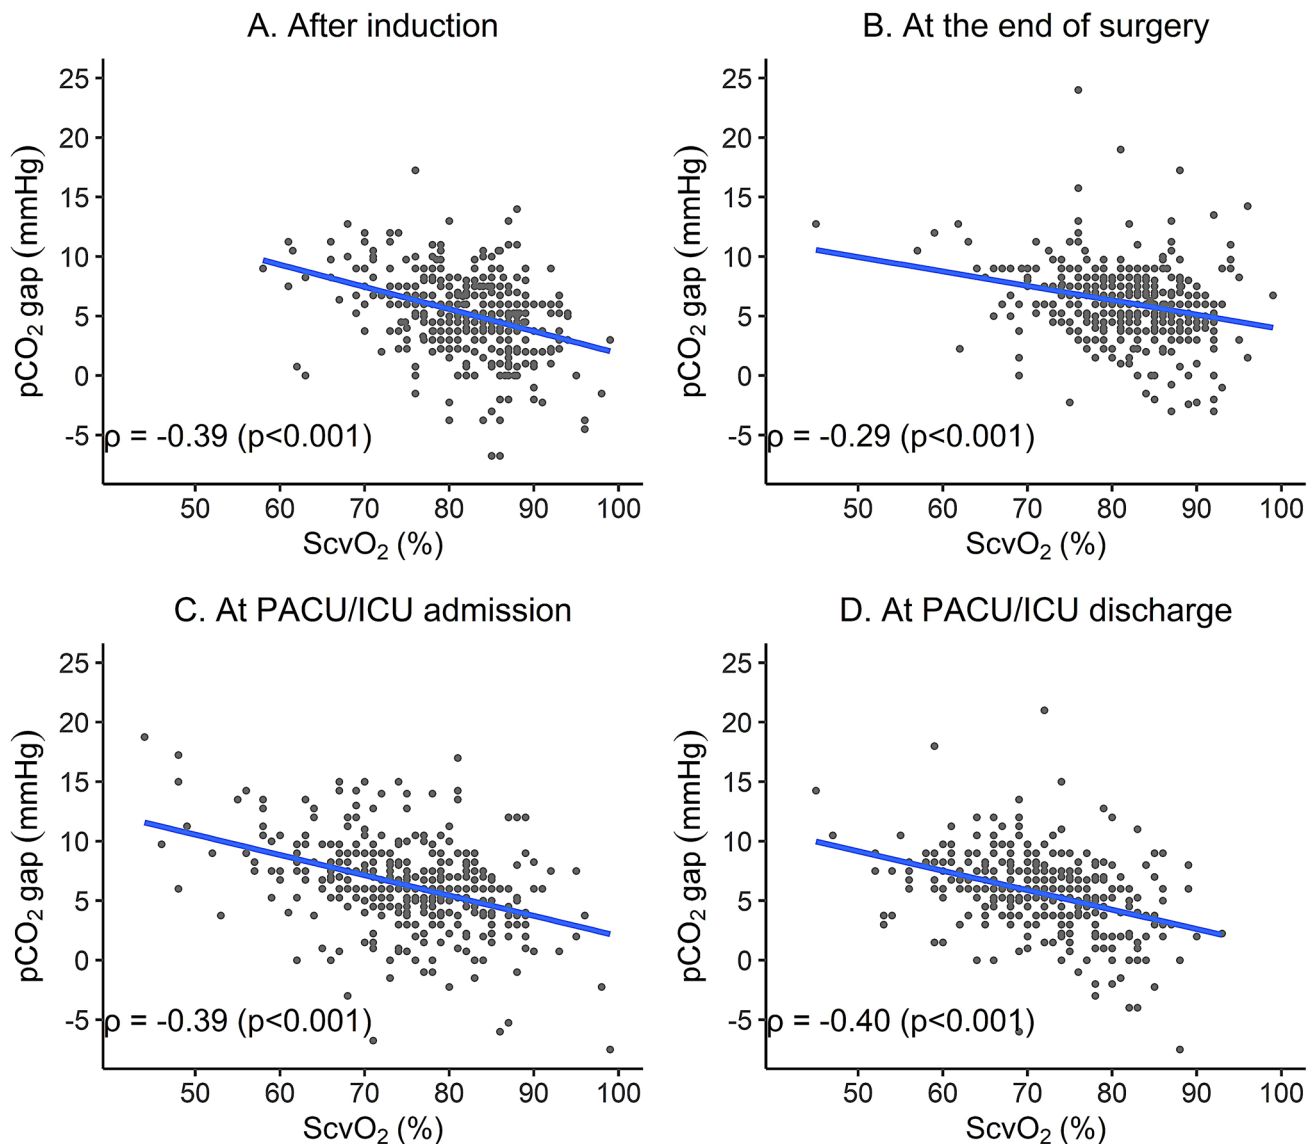 A. After induction
pCO₂ gap (mmHg)
25
20
15
10
5
0
-5
ρ = -0.39 (p<0.001)
50 60 70 80 90 100
ScvO₂ (%)
B. At the end of surgery
pCO₂ gap (mmHg)
25
20
15
10
5
0
-5
ρ = -0.29 (p<0.001)
50 60 70 80 90 100
ScvO₂ (%)
C. At PACU/ICU admission
pCO₂ gap (mmHg)
25
20
15
10
5
0
-5
ρ = -0.39 (p<0.001)
50 60 70 80 90 100
ScvO₂ (%)
D. At PACU/ICU discharge
pCO₂ gap (mmHg)
25
20
15
10
5
0
-5
ρ = -0.40 (p<0.001)
50 60 70 80 90 100
ScvO₂ (%)